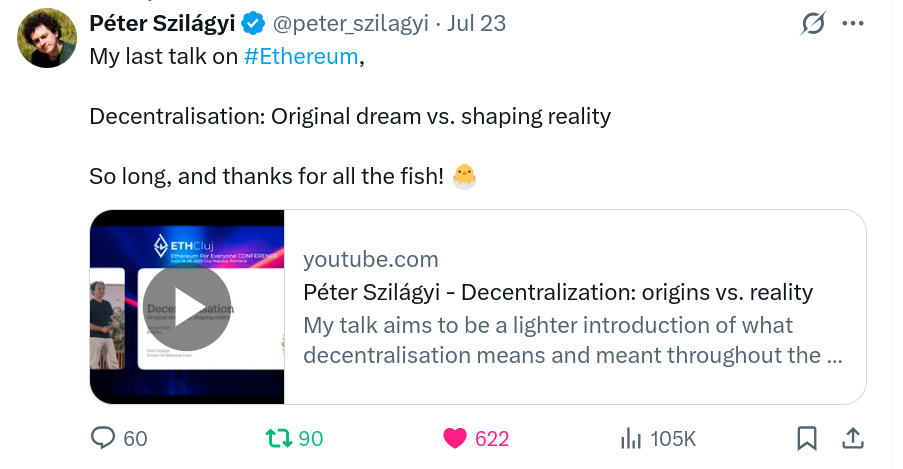 Péter Szilágyi @peter_szilagyi · Jul 23
My last talk on #Ethereum,
Decentralisation: Original dream vs. shaping reality
So long, and thanks for all the fish!
ETHCluj
Ethereum For Everyone CONFERENCE
youtube.com
Péter Szilágyi - Decentralization: origins vs. reality
My talk aims to be a lighter introduction of what
decentralisation means and meant throughout the ...
60 90 622 105K